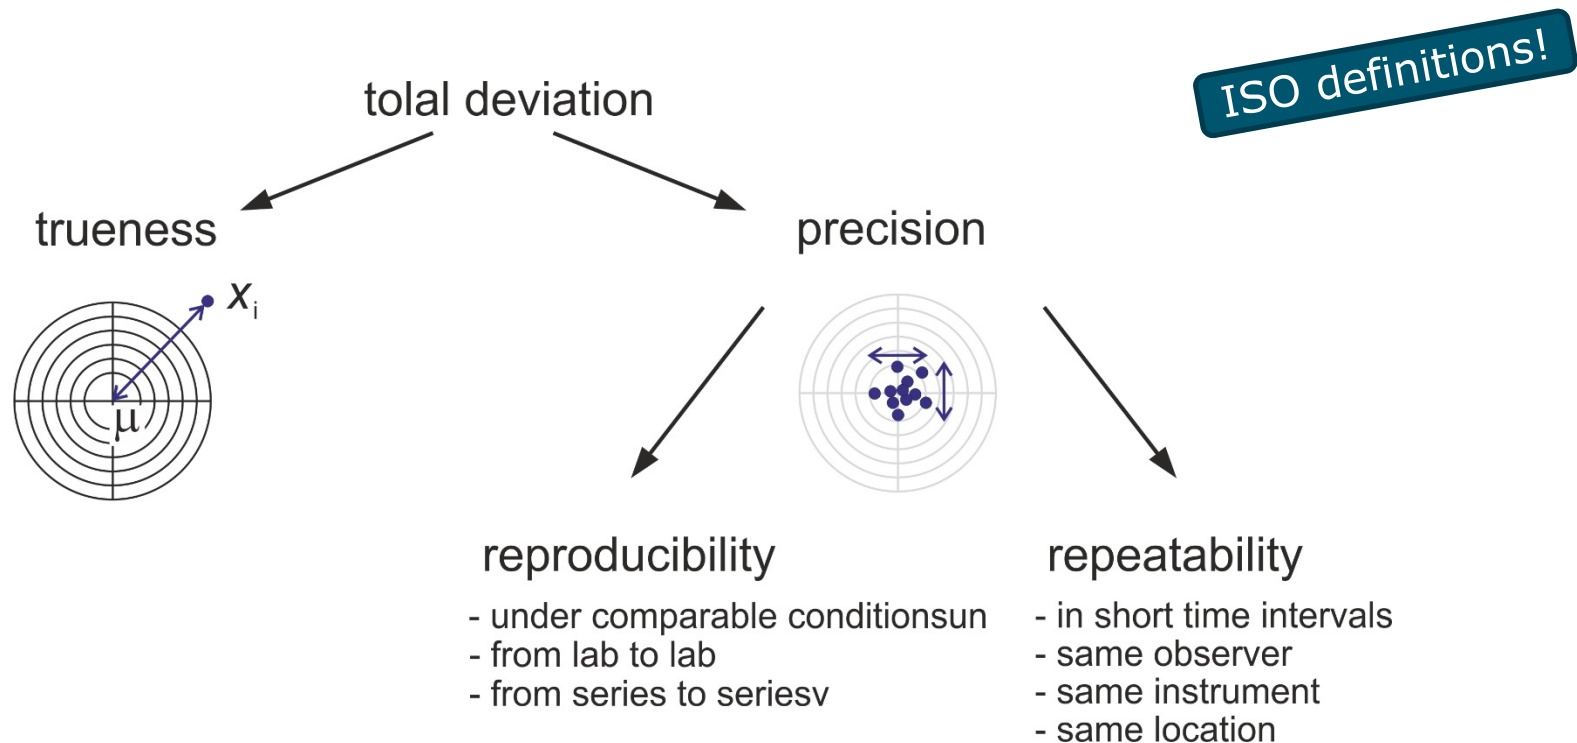 ISO definitions!
tolal deviation
trueness
precision
xi
μ
reproducibility
- under comparable conditionsun
- from lab to lab
- from series to seriesv
repeatability
- in short time intervals
- same observer
- same instrument
- same location